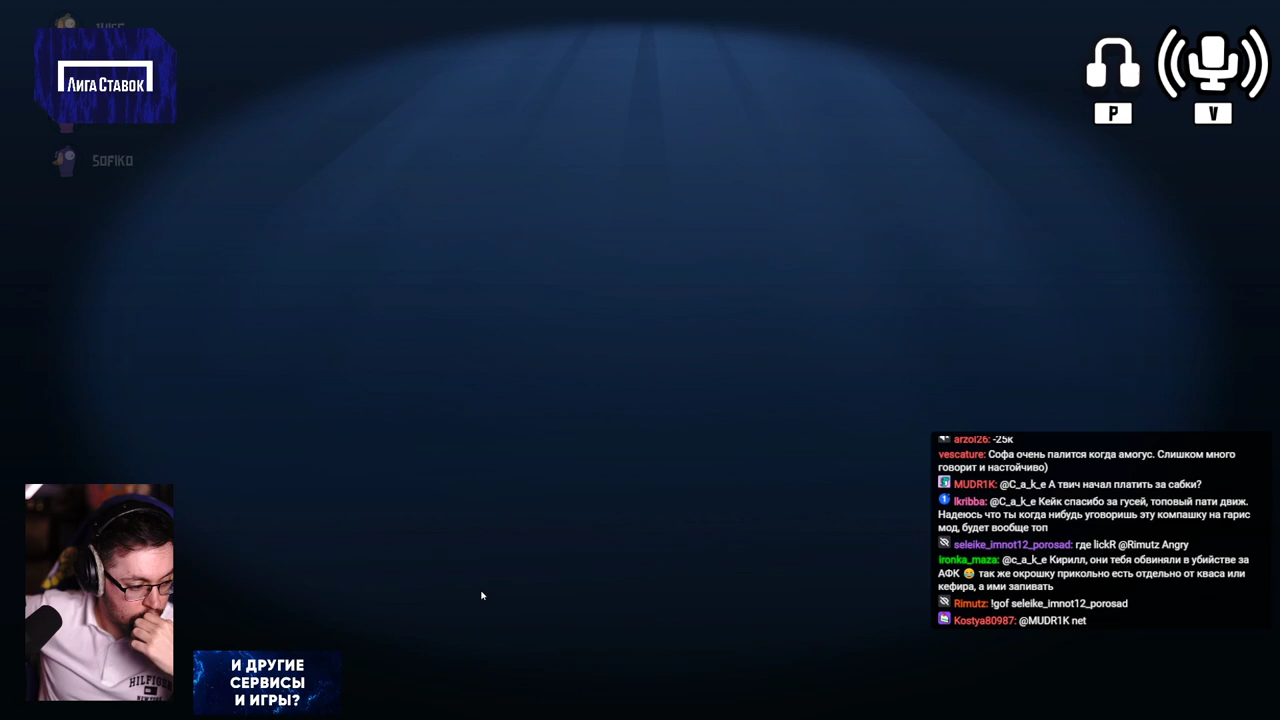 ЛИГА СТАВОК
SOFIKO
P
V
arzol26: -25к
vescature: Софа очень палится когда амогус. Слишком много
говорит и настойчиво)
MUDR1K: @C_a_k_e А твич начал платить за сабки?
Ikribba: @C_a_k_e Кейк спасибо за гусей, топовый пати движ.
Надеюсь что ты когда нибудь уговоришь эту компашку на гарис
мод, будет вообще топ
seleike_imnot12_porosad: где lickR @Rimutz Angry
ironka_maza: @c_a_k_e Кирилл, они тебя обвиняли в убийстве за
АФК 😂 так же окрошку прикольно есть отдельно от кваса или
кефира, а ими запивать
Rimutz: !gof seleike_imnot12_porosad
Kostya80987: @MUDR1K net
HILFIG
И ДРУГИЕ
СЕРВИСЫ
И ИГРЫ?